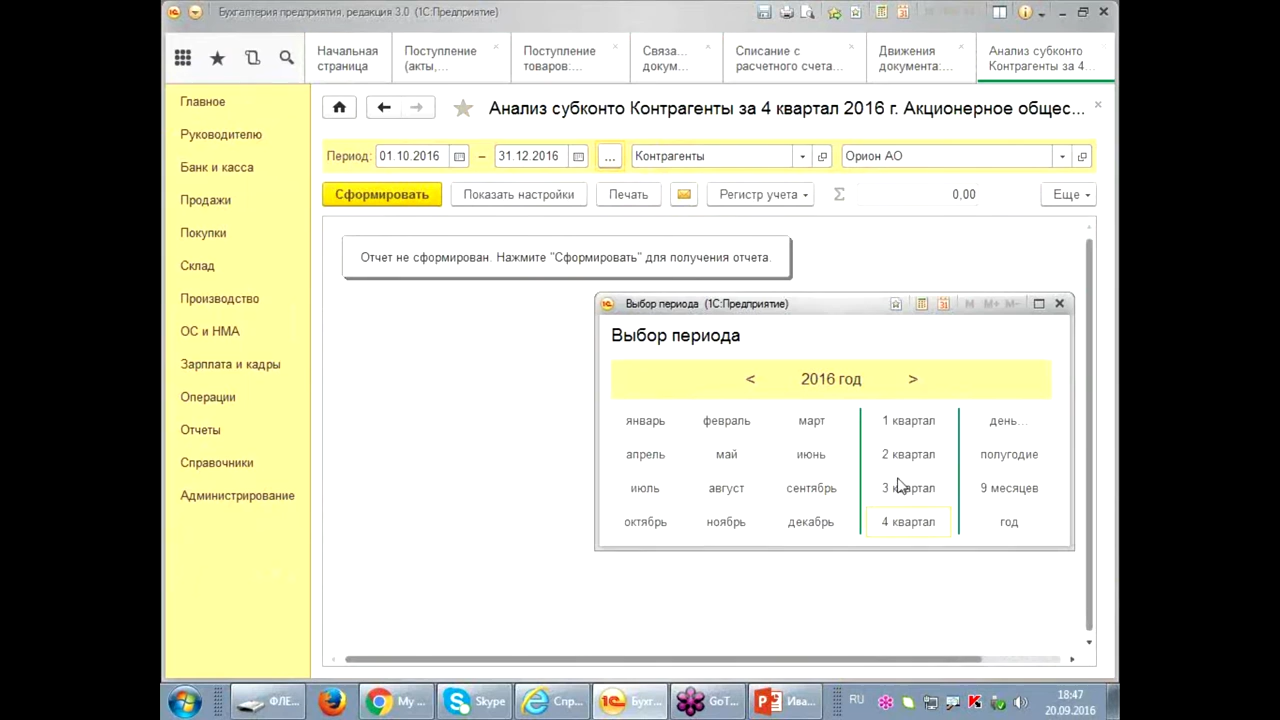 Бухгалтерия предприятия, редакция 3.0 (1С:Предприятие)
M M+ M-
Начальная
страница
Поступление
(акты,...
Поступление
товаров:...
Связа...
докум...
Списание с
расчетного счета...
Движения
документа:...
Анализ субконто
Контрагенты за 4...
Главное
Руководителю
Банк и касса
Продажи
Покупки
Склад
Производство
ОС и НМА
Зарплата и кадры
Операции
Отчеты
Справочники
Администрирование
Анализ субконто Контрагенты за 4 квартал 2016 г. Акционерное общес...
Период: 01.10.2016 – 31.12.2016 ... Контрагенты Орион АО
Сформировать Показать настройки Печать Регистр учета Σ 0,00 Еще
Отчет не сформирован. Нажмите "Сформировать" для получения отчета.
Выбор периода (1С:Предприятие) M M+ M-
Выбор периода
< 2016 год >
январь февраль март 1 квартал день...
апрель май июнь 2 квартал полугодие
июль август сентябрь 3 квартал 9 месяцев
октябрь ноябрь декабрь 4 квартал год
ФЛЕ... My ... Skype Спр... Бухг... GoT... Ива... RU
18:47
20.09.2016